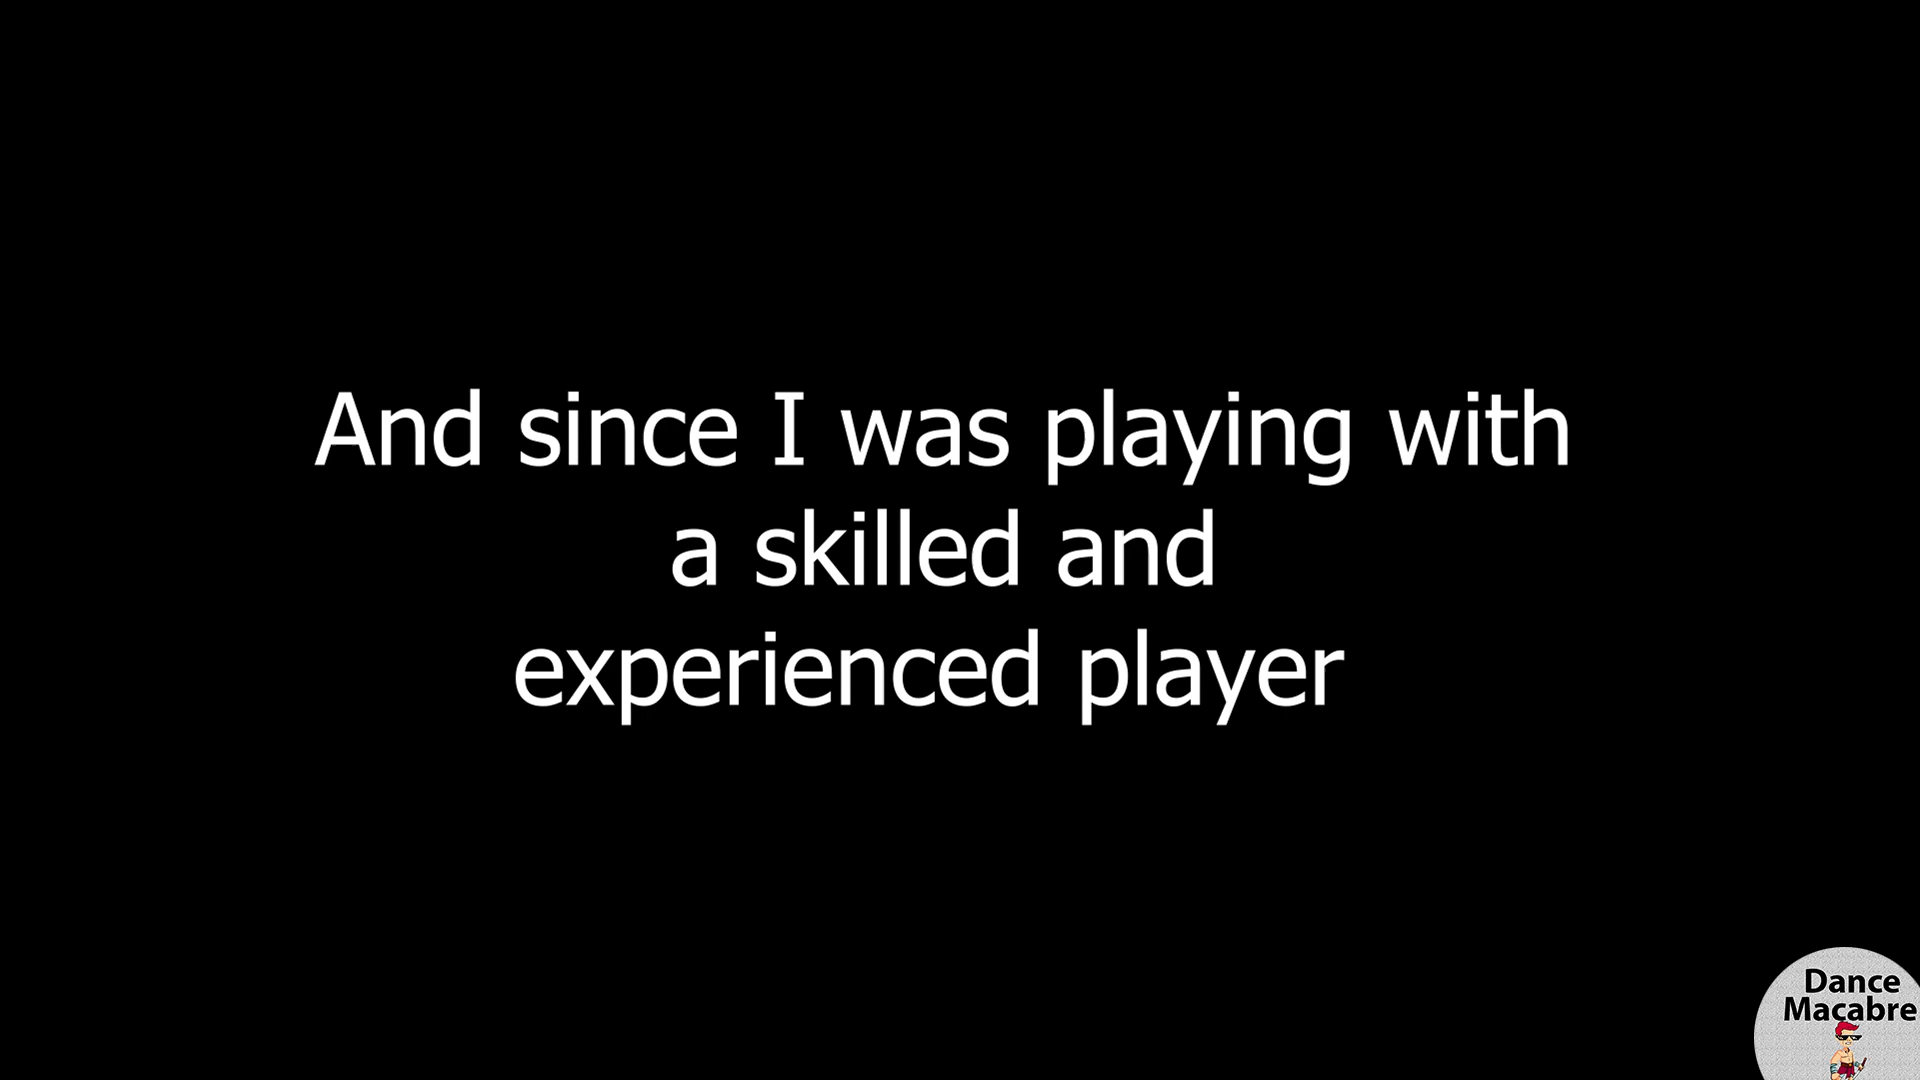 And since I was playing with
a skilled and
experienced player
Dance
Macabre